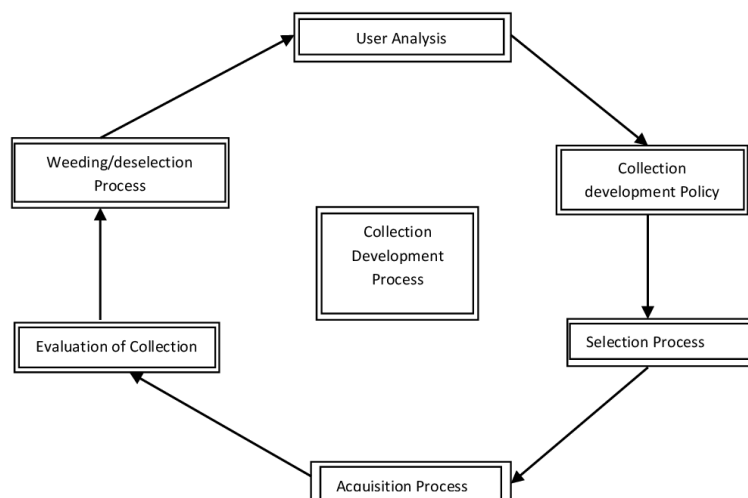 User Analysis
Weeding/deselection
Process
Collection
development Policy
Collection
Development
Process
Evaluation of Collection
Selection Process
Acquisition Process